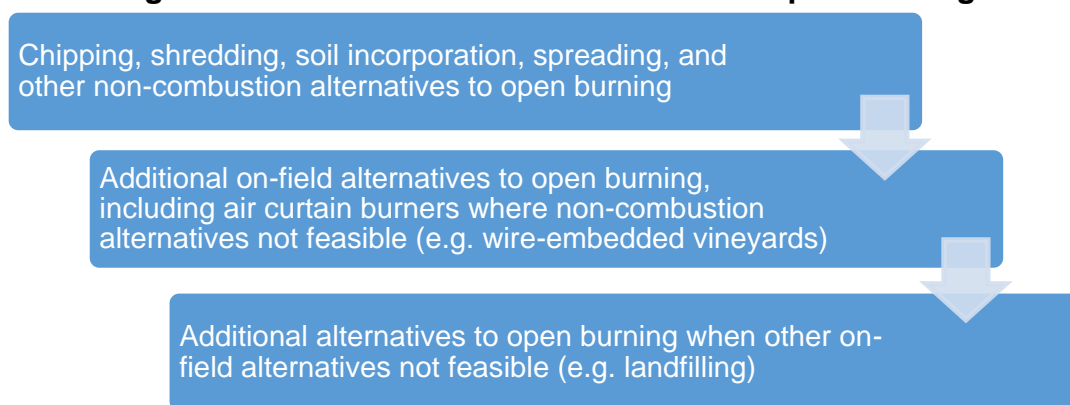 Chipping, shredding, soil incorporation, spreading, and
other non-combustion alternatives to open burning
Additional on-field alternatives to open burning,
including air curtain burners where non-combustion
alternatives not feasible (e.g. wire-embedded vineyards)
Additional alternatives to open burning when other on-
field alternatives not feasible (e.g. landfilling)